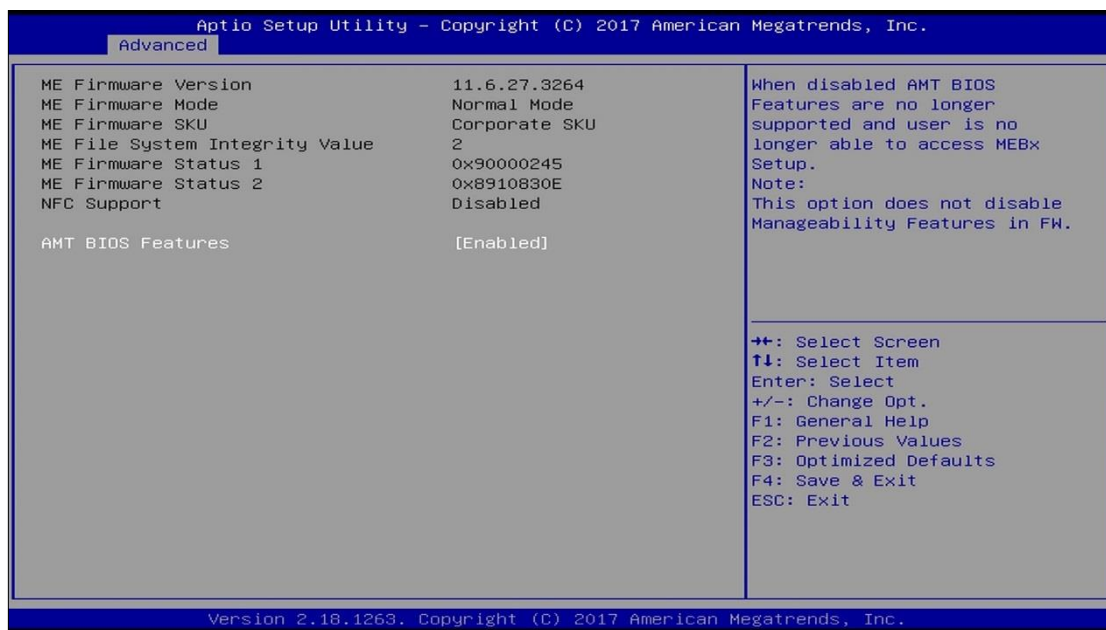 Aptio Setup Utility – Copyright (C) 2017 American Megatrends, Inc.
Advanced
ME Firmware Version 11.6.27.3264
ME Firmware Mode Normal Mode
ME Firmware SKU Corporate SKU
ME File System Integrity Value 2
ME Firmware Status 1 0x90000245
ME Firmware Status 2 0x8910830E
NFC Support Disabled
AMT BIOS Features [Enabled]
When disabled AMT BIOS
Features are no longer
supported and user is no
longer able to access MEBx
Setup.
Note:
This option does not disable
Manageability Features in FW.
→←: Select Screen
↑↓: Select Item
Enter: Select
+/-: Change Opt.
F1: General Help
F2: Previous Values
F3: Optimized Defaults
F4: Save & Exit
ESC: Exit
Version 2.18.1263. Copyright (C) 2017 American Megatrends, Inc.